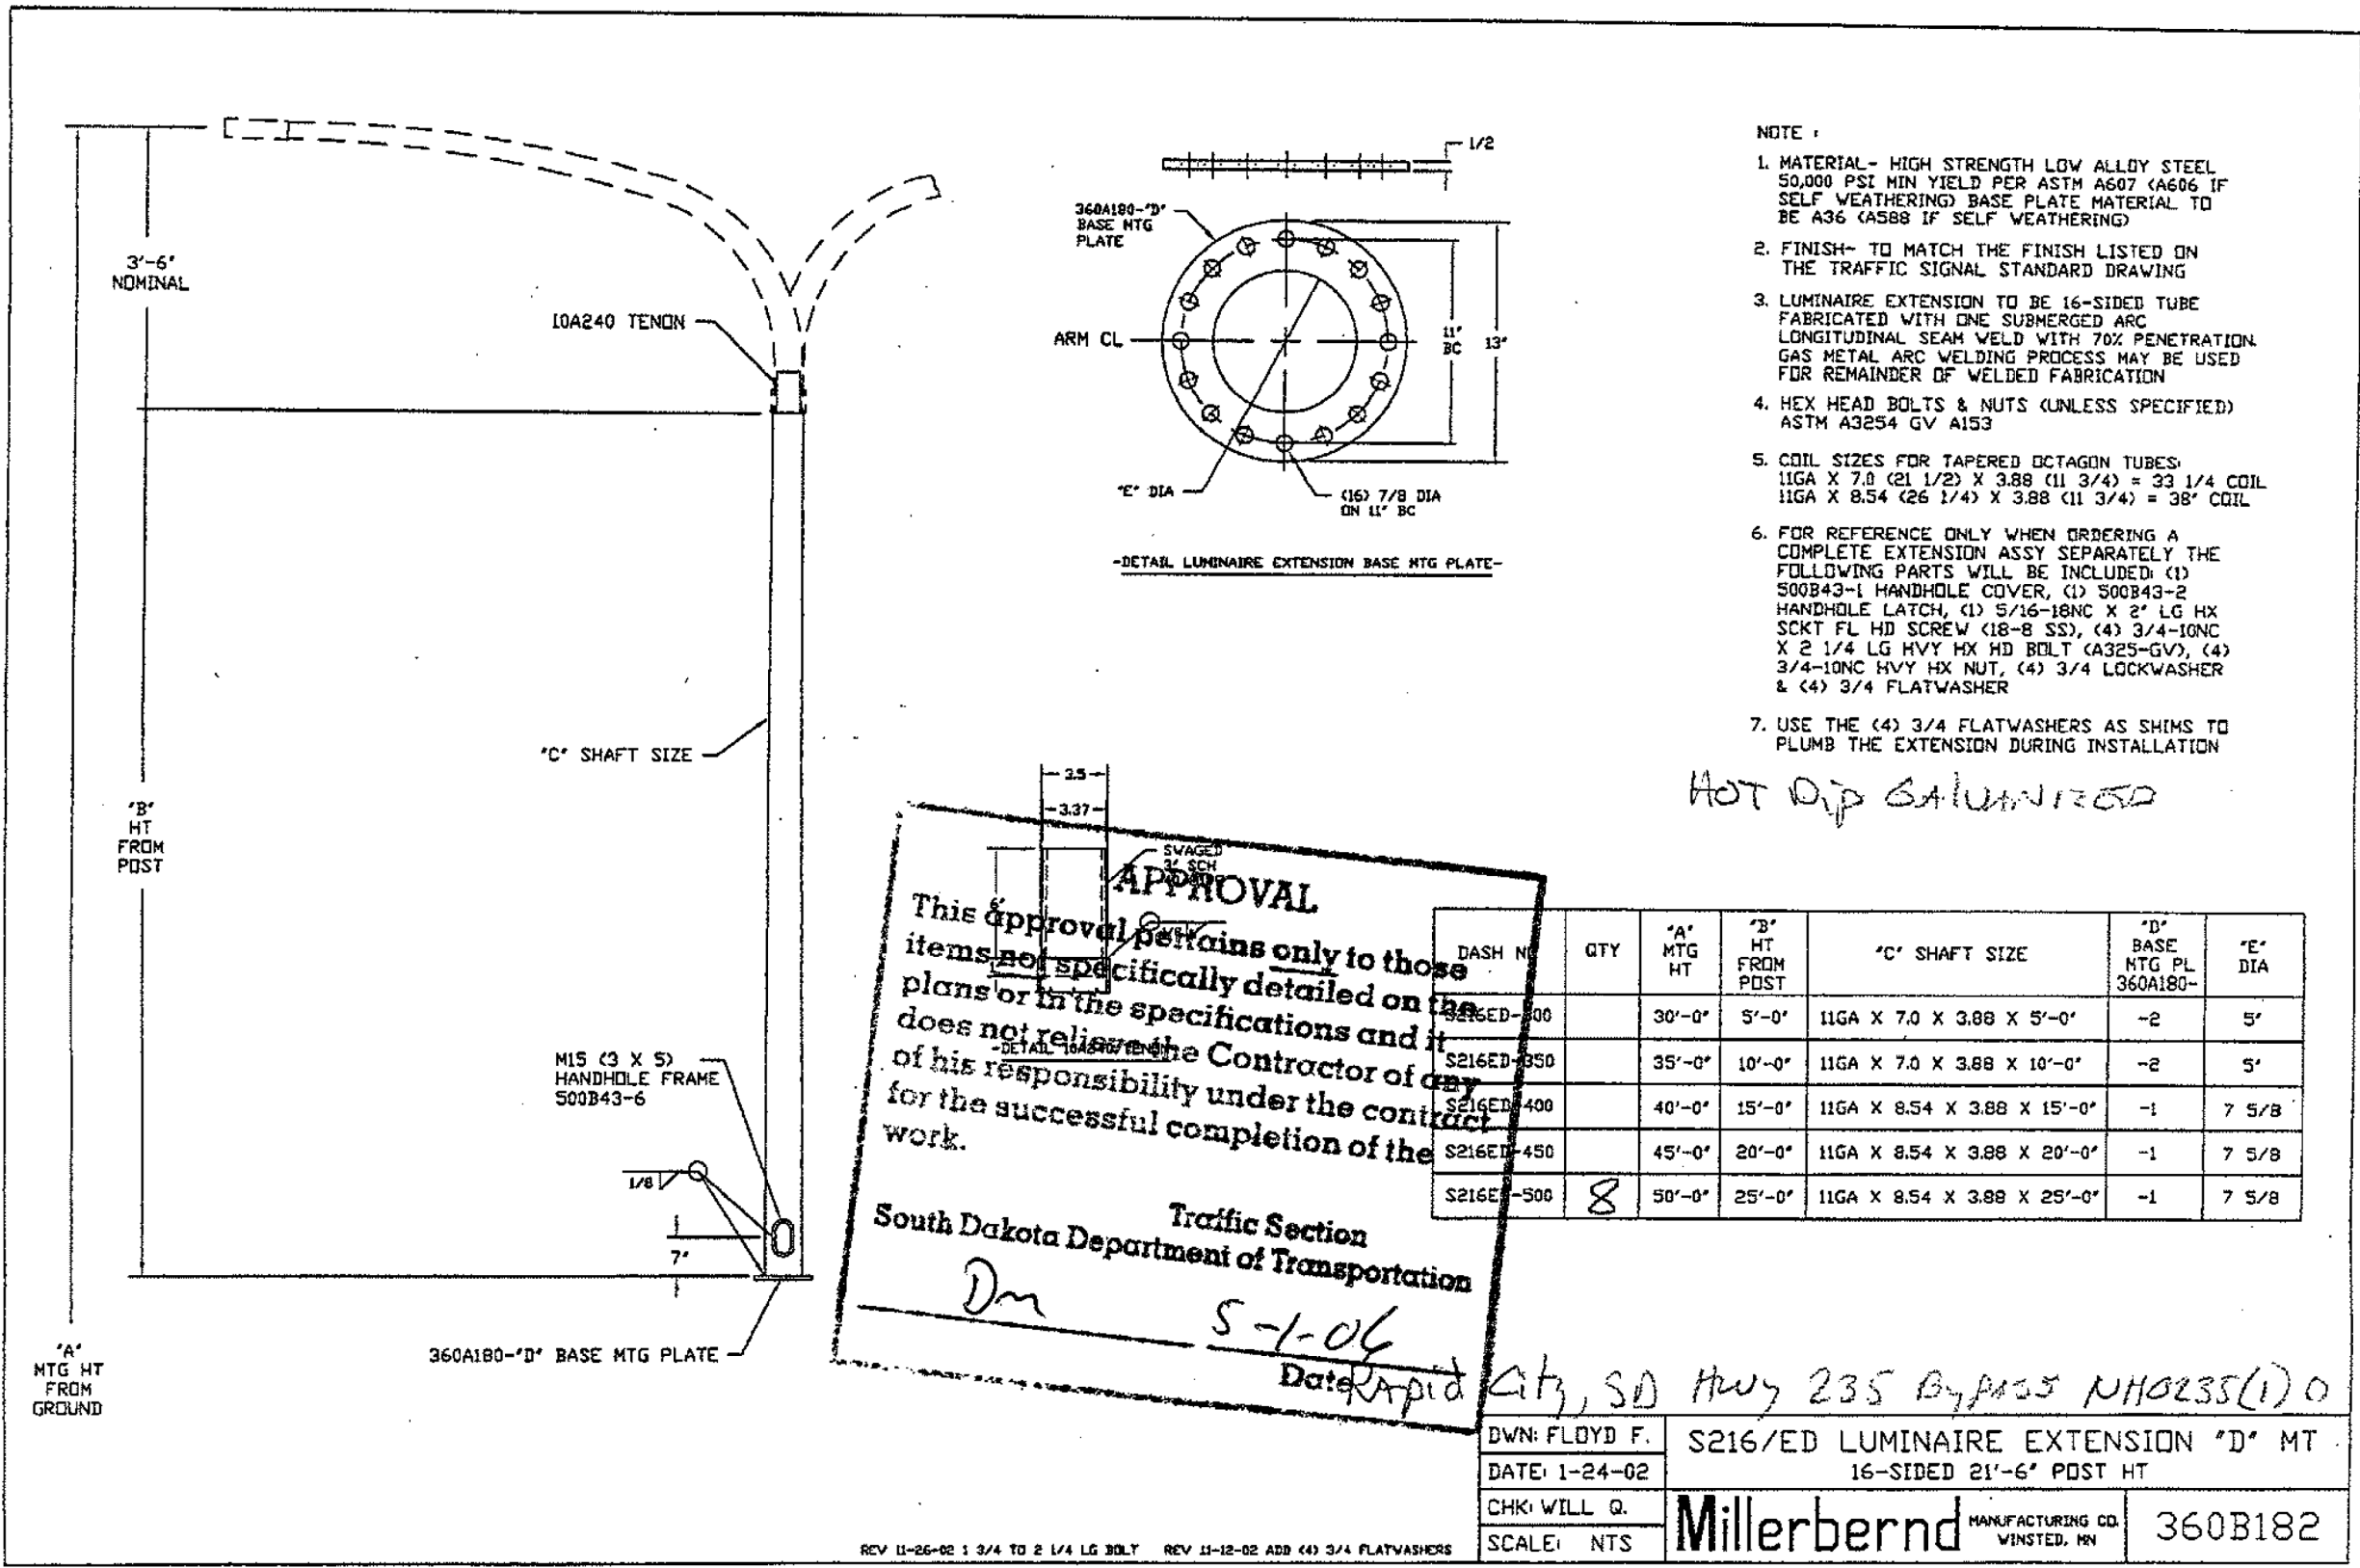 3'-6"
NOMINAL
10A240 TENON
"C" SHAFT SIZE
"B"
HT
FROM
POST
M15 (3 X 5)
HANDHOLE FRAME
500B43-6
1/8
7"
360A180-"D" BASE MTG PLATE
"A"
MTG HT
FROM
GROUND
1/2
360A180-"D"
BASE MTG
PLATE
ARM CL
11"
BC
13"
"E" DIA
(16) 7/8 DIA
ON 11" BC
-DETAIL LUMINAIRE EXTENSION BASE MTG PLATE-
NOTE :
1. MATERIAL- HIGH STRENGTH LOW ALLOY STEEL
50,000 PSI MIN YIELD PER ASTM A607 (A606 IF
SELF WEATHERING) BASE PLATE MATERIAL TO
BE A36 (A588 IF SELF WEATHERING)
2. FINISH- TO MATCH THE FINISH LISTED ON
THE TRAFFIC SIGNAL STANDARD DRAWING
3. LUMINAIRE EXTENSION TO BE 16-SIDED TUBE
FABRICATED WITH ONE SUBMERGED ARC
LONGITUDINAL SEAM WELD WITH 70% PENETRATION.
GAS METAL ARC WELDING PROCESS MAY BE USED
FOR REMAINDER OF WELDED FABRICATION
4. HEX HEAD BOLTS & NUTS (UNLESS SPECIFIED)
ASTM A3254 GV A153
5. COIL SIZES FOR TAPERED OCTAGON TUBES:
11GA X 7.0 (21 1/2) X 3.88 (11 3/4) = 33 1/4 COIL
11GA X 8.54 (26 1/4) X 3.88 (11 3/4) = 38" COIL
6. FOR REFERENCE ONLY WHEN ORDERING A
COMPLETE EXTENSION ASSY SEPARATELY THE
FOLLOWING PARTS WILL BE INCLUDED: (1)
500B43-1 HANDHOLE COVER, (1) 500B43-2
HANDHOLE LATCH, (1) 5/16-18NC X 2" LG HX
SCKT FL HD SCREW (18-8 SS), (4) 3/4-10NC
X 2 1/4 LG HVY HX HD BOLT (A325-GV), (4)
3/4-10NC HVY HX NUT, (4) 3/4 LOCKWASHER
& (4) 3/4 FLATWASHER
7. USE THE (4) 3/4 FLATWASHERS AS SHIMS TO
PLUMB THE EXTENSION DURING INSTALLATION
HOT Dip GALVANIZED
3.5
3.37
SWAGED
3" SCH
6"
APPROVAL
This approval pertains only to those
items not specifically detailed on the
plans or in the specifications and it
does not relieve the Contractor of any
of his responsibility under the contract
for the successful completion of the
work.
Traffic Section
South Dakota Department of Transportation
Dm 5-1-06
Date
-DETAIL 10A240 TENON-
DASH N QTY "A" MTG HT "B" HT FROM POST "C" SHAFT SIZE "D" BASE MTG PL 360A180- "E" DIA
S216ED-300 30'-0" 5'-0" 11GA X 7.0 X 3.88 X 5'-0" -2 5"
S216ED-350 35'-0" 10'-0" 11GA X 7.0 X 3.88 X 10'-0" -2 5"
S216ED-400 40'-0" 15'-0" 11GA X 8.54 X 3.88 X 15'-0" -1 7 5/8
S216ED-450 45'-0" 20'-0" 11GA X 8.54 X 3.88 X 20'-0" -1 7 5/8
S216ED-500 8 50'-0" 25'-0" 11GA X 8.54 X 3.88 X 25'-0" -1 7 5/8
Rapid City, SD Hwy 235 Bypass NH0235(1)0
DWN: FLOYD F.
DATE: 1-24-02
CHK: WILL Q.
SCALE: NTS
S216/ED LUMINAIRE EXTENSION "D" MT
16-SIDED 21'-6" POST HT
Millerbernd MANUFACTURING CO.
WINSTED, MN
360B182
REV 11-26-02 1 3/4 TO 2 1/4 LG BOLT REV 11-12-02 ADD (4) 3/4 FLATWASHERS